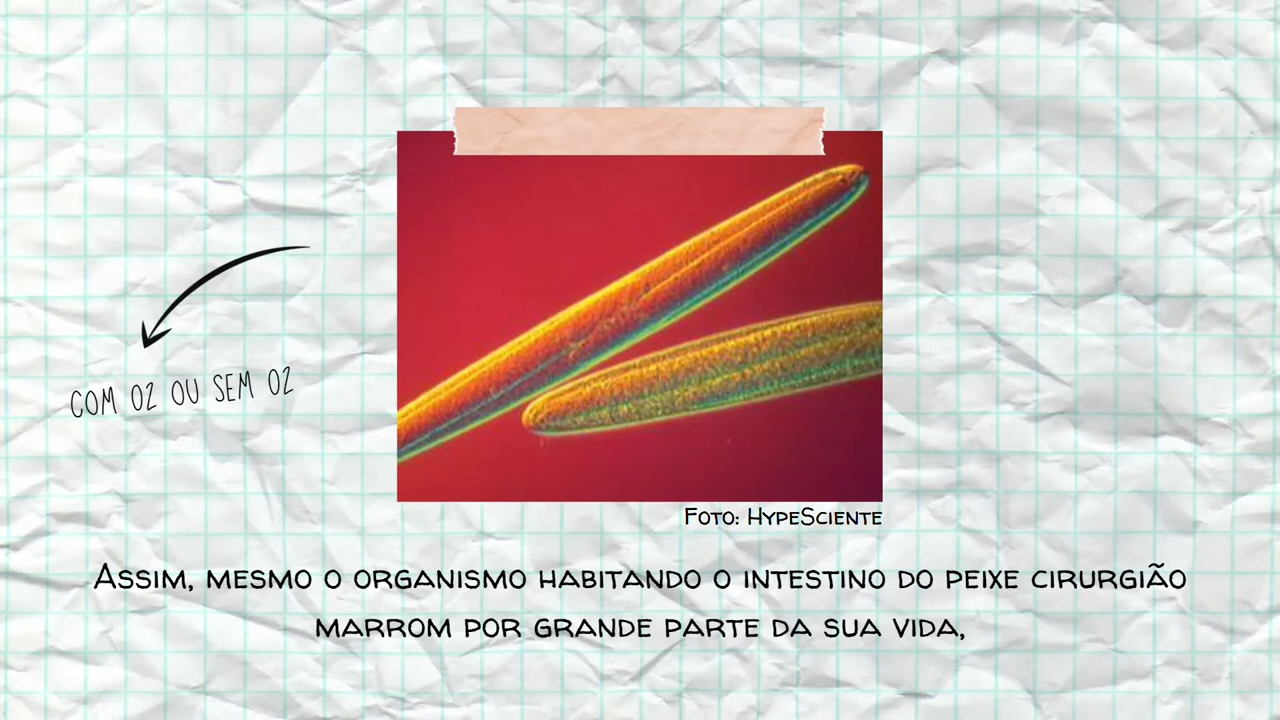 COM O2 OU SEM O2
Foto: HypeSciente
Assim, mesmo o organismo habitando o intestino do peixe cirurgião
marrom por grande parte da sua vida,